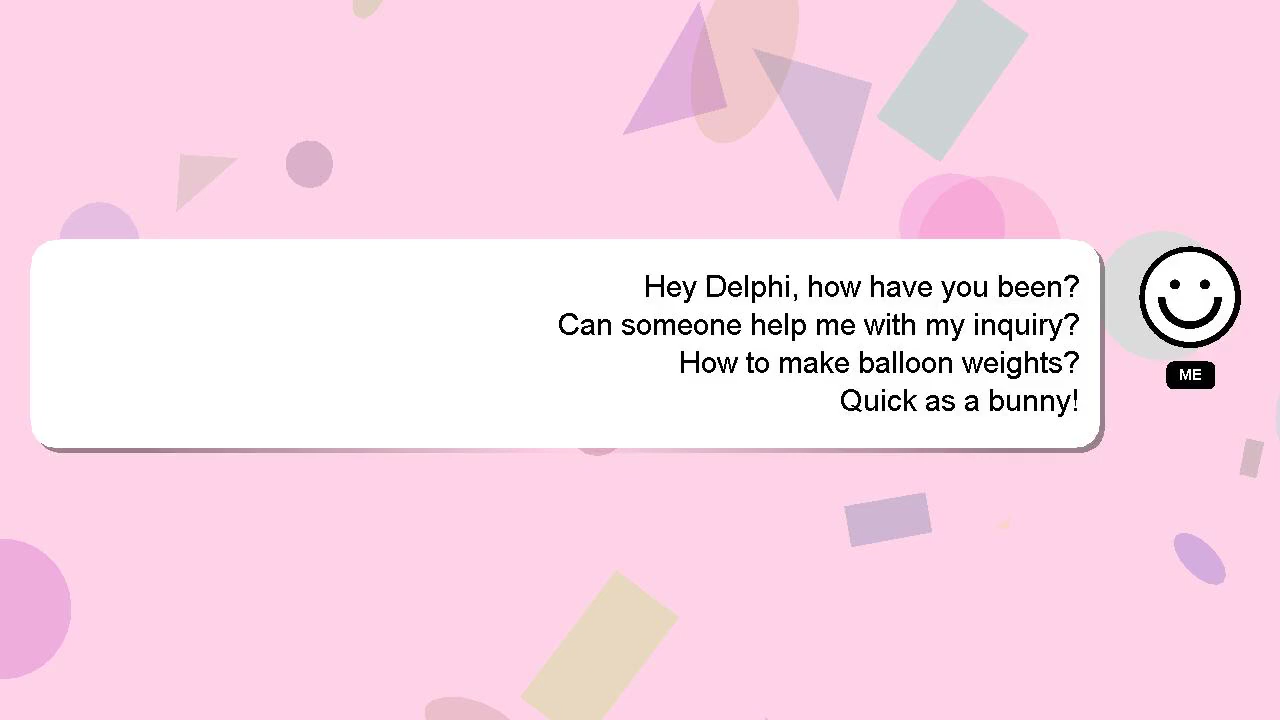 Hey Delphi, how have you been?
Can someone help me with my inquiry?
How to make balloon weights?
Quick as a bunny!
ME